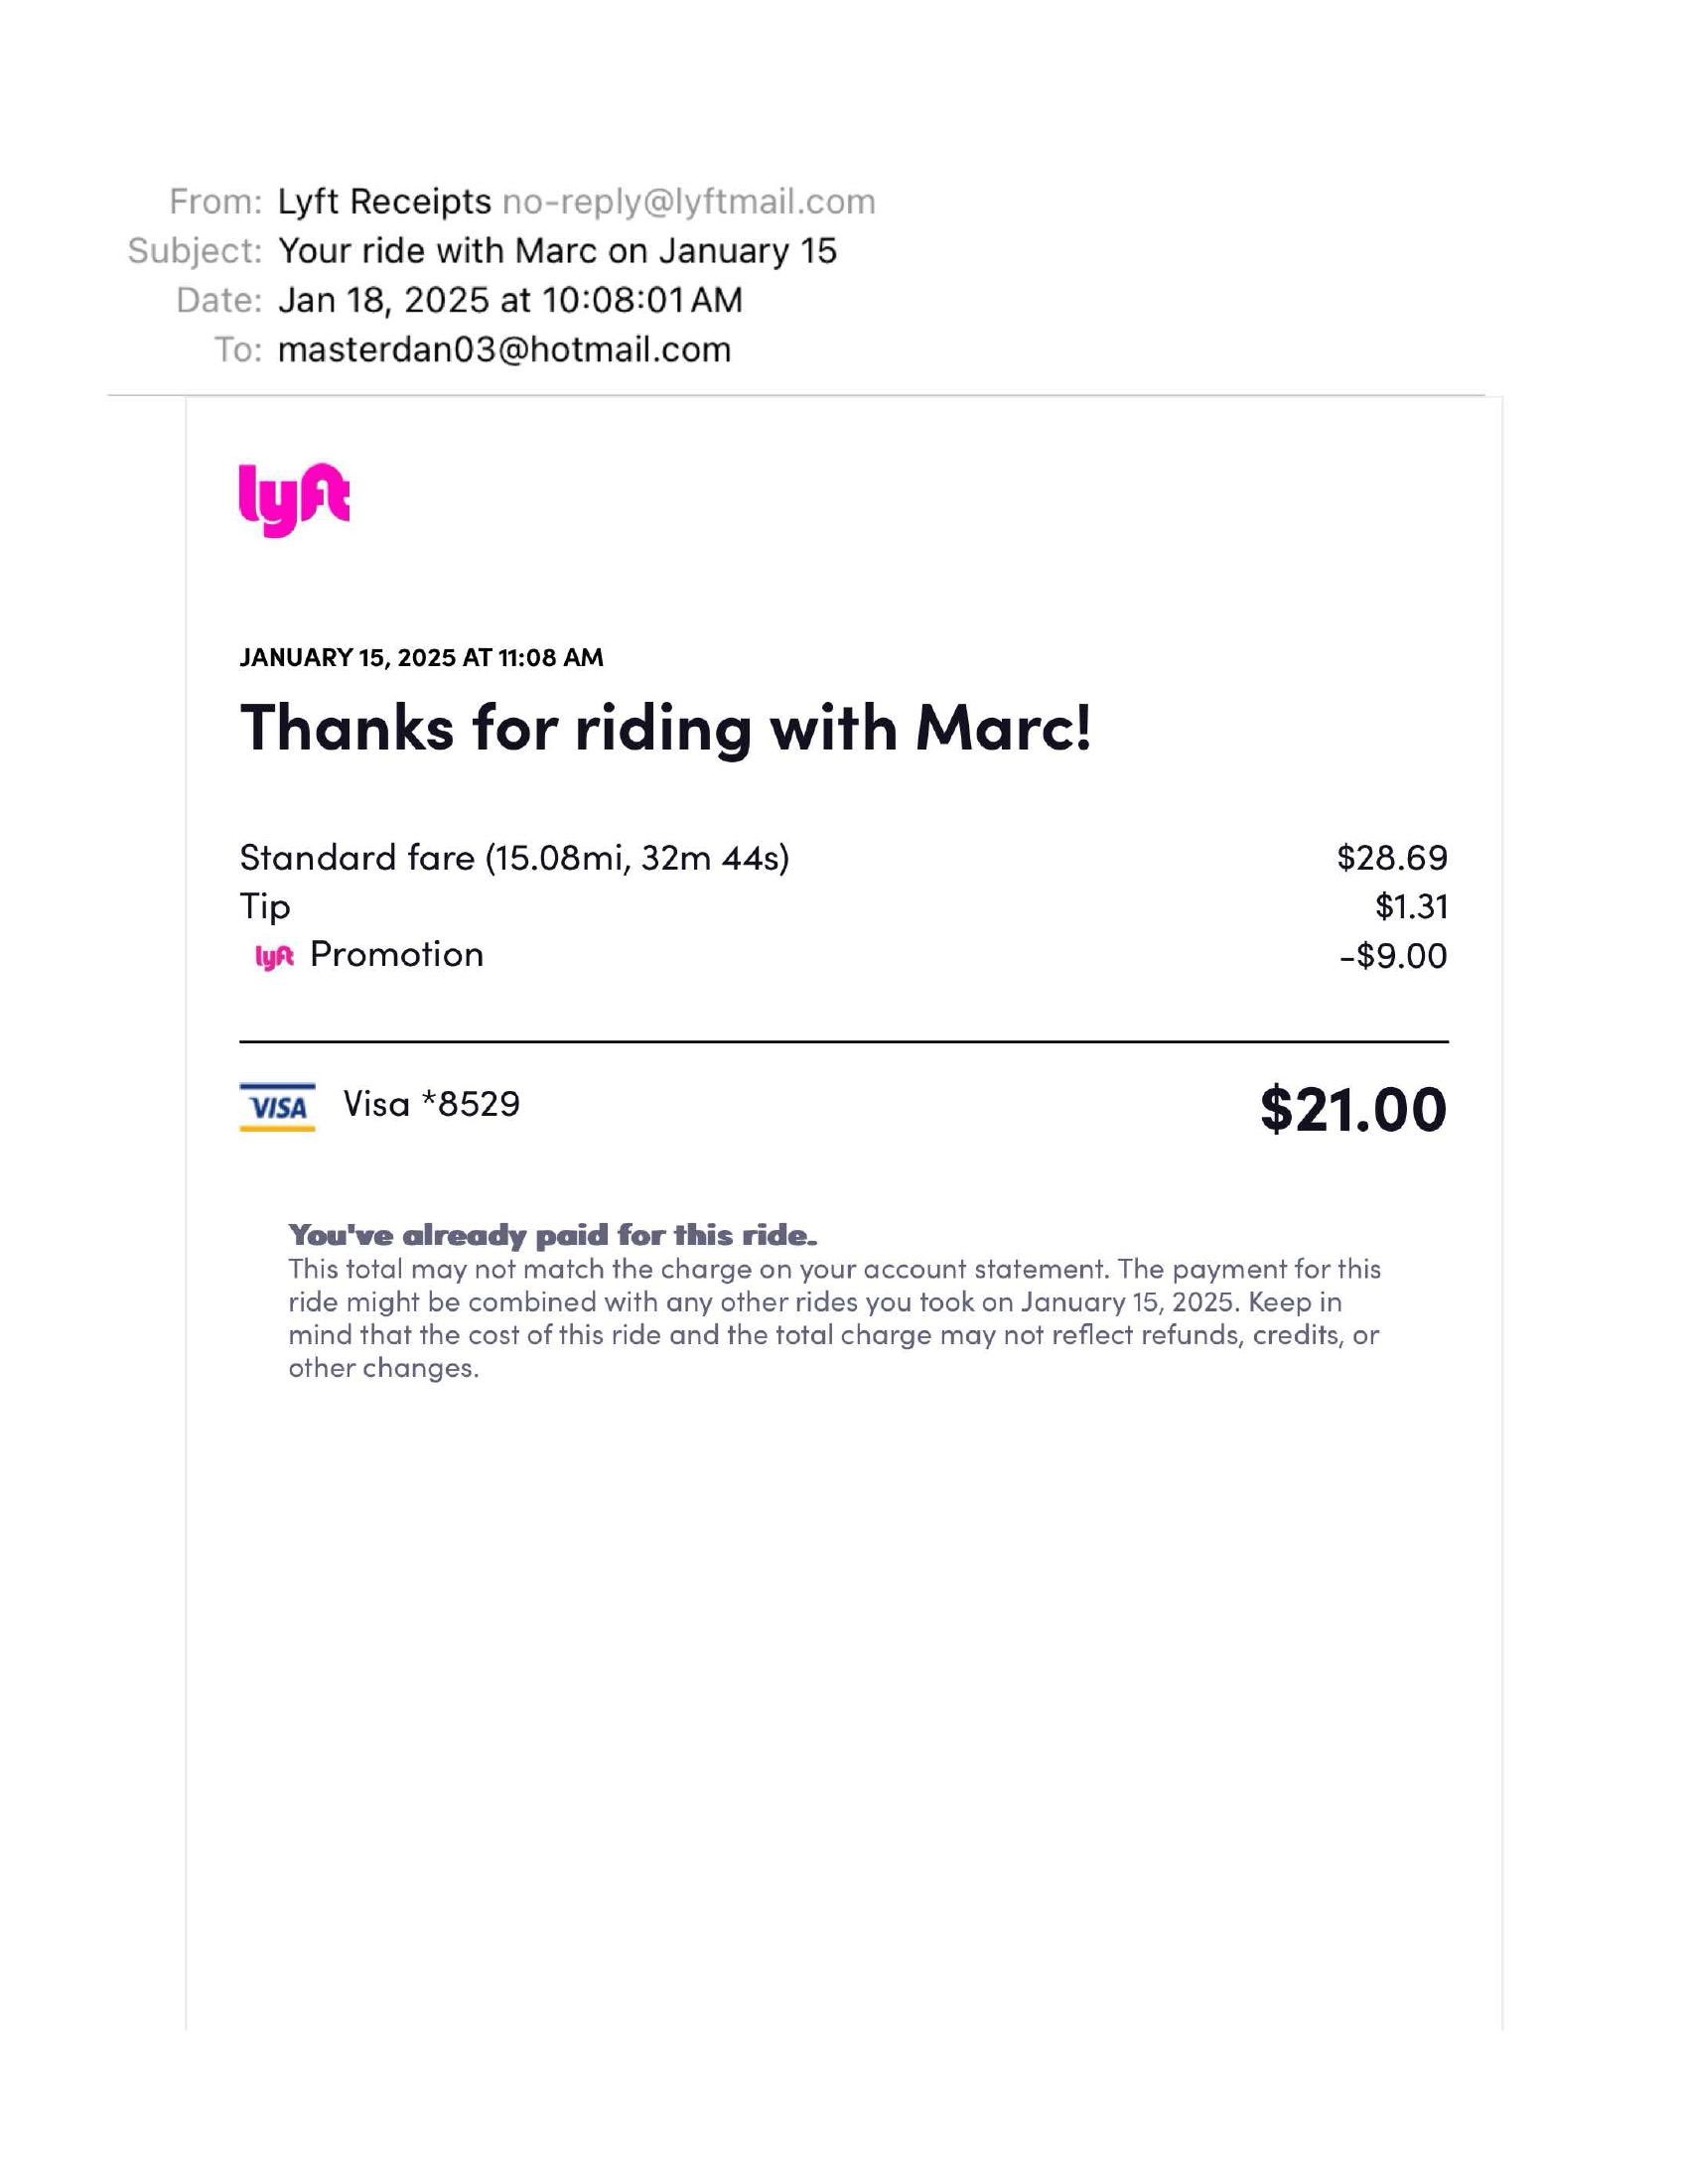 From: Lyft Receipts no-reply@lyftmail.com
Subject: Your ride with Marc on January 15
Date: Jan 18, 2025 at 10:08:01 AM
To: masterdan03@hotmail.com
lyft
JANUARY 15, 2025 AT 11:08 AM
Thanks for riding with Marc!
Standard fare (15.08mi, 32m 44s) $28.69
Tip $1.31
lyft Promotion -$9.00
VISA Visa *8529 $21.00
You've already paid for this ride.
This total may not match the charge on your account statement. The payment for this
ride might be combined with any other rides you took on January 15, 2025. Keep in
mind that the cost of this ride and the total charge may not reflect refunds, credits, or
other changes.